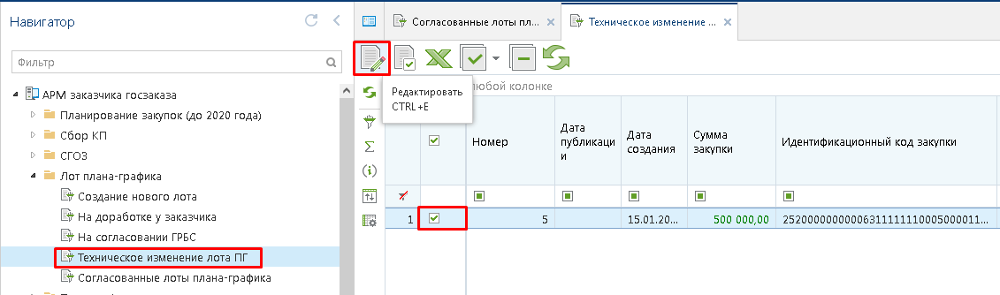 Навигатор
Фильтр
АРМ заказчика госзаказа
Планирование закупок (до 2020 года)
Сбор КП
СГОЗ
Лот плана-графика
Создание нового лота
На доработке у заказчика
На согласовании ГРБС
Техническое изменение лота ПГ
Согласованные лоты плана-графика
Согласованные лоты пл...
Техническое изменение ...
Редактировать
CTRL+E
любой колонке
Номер
Дата
публикаци
и
Дата
создания
Сумма
закупки
Идентификационный код закупки
1 5 15.01.20... 500 000,00